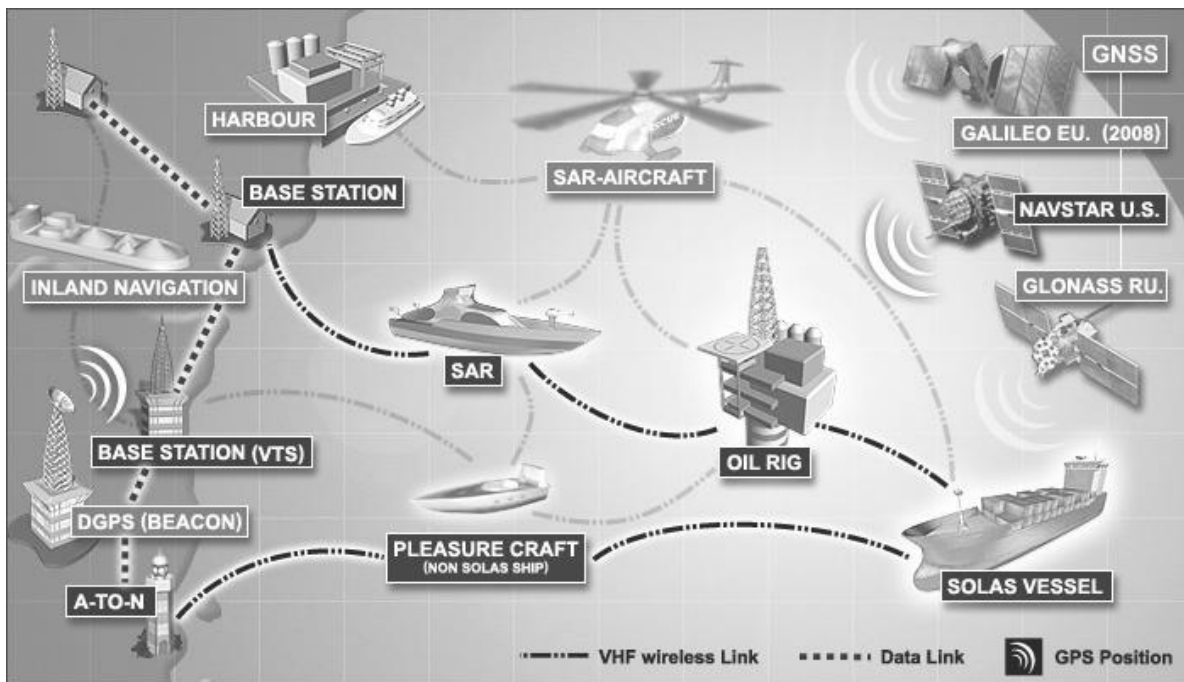 HARBOUR
BASE STATION
INLAND NAVIGATION
SAR-AIRCRAFT
GNSS
GALILEO EU. (2008)
NAVSTAR U.S.
GLONASS RU.
SAR
OIL RIG
BASE STATION (VTS)
DGPS (BEACON)
A-TO-N
PLEASURE CRAFT
(NON SOLAS SHIP)
SOLAS VESSEL
VHF wireless Link
Data Link
GPS Position